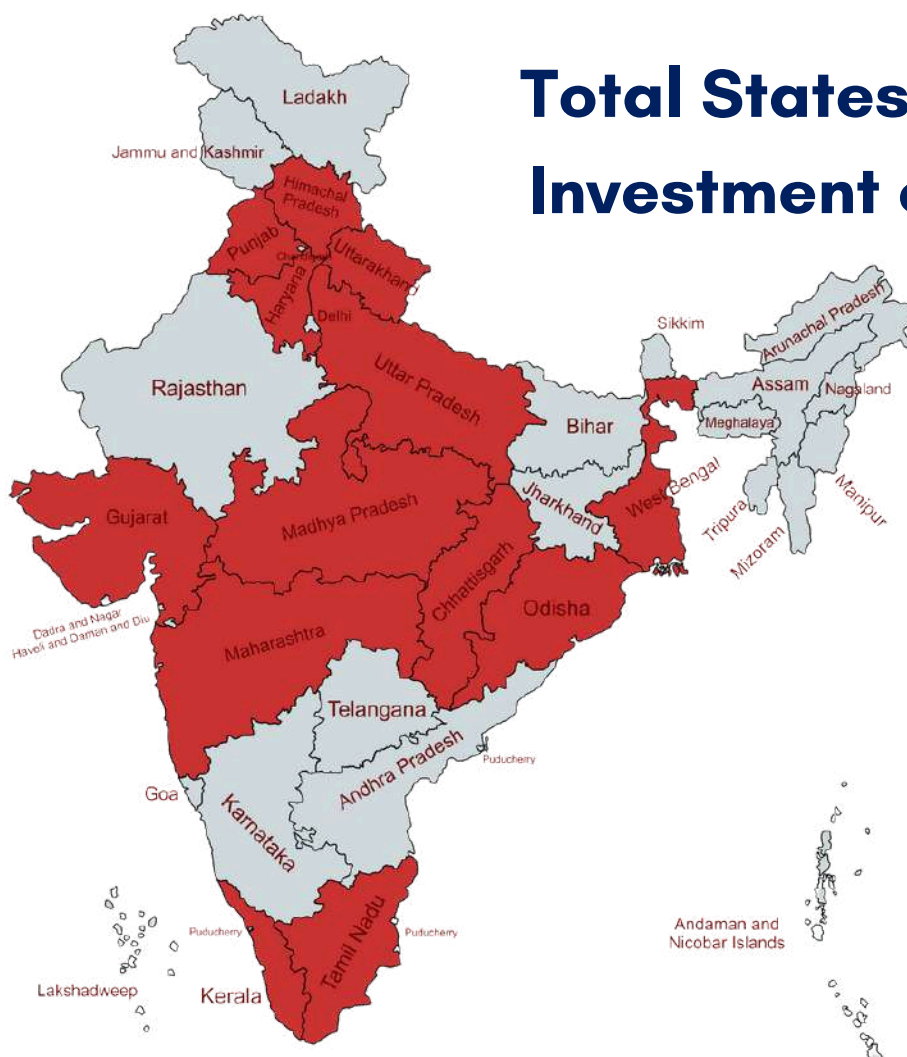 Total States
Investment
Ladakh
Jammu and Kashmir
Himachal
Pradesh
Punjab
Chandigarh
Uttarakhand
Haryana
Delhi
Arunachal Pradesh
Sikkim
Rajasthan
Uttar Pradesh
Assam
Nagaland
Bihar
Meghalaya
Gujarat
Madhya Pradesh
Jharkhand
West Bengal
Tripura
Manipur
Mizoram
Chhattisgarh
Odisha
Dadra and Nagar
Haveli and Daman and Diu
Maharashtra
Telangana
Andhra Pradesh
Puducherry
Goa
Karnataka
Puducherry
Tamil Nadu
Puducherry
Andaman and
Nicobar Islands
Lakshadweep
Kerala